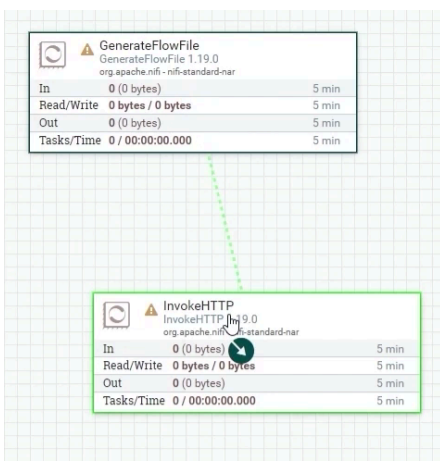 GenerateFlowFile
GenerateFlowFile 1.19.0
org.apache.nifi - nifi-standard-nar
In 0 (0 bytes) 5 min
Read/Write 0 bytes / 0 bytes 5 min
Out 0 (0 bytes) 5 min
Tasks/Time 0 / 00:00:00.000 5 min
InvokeHTTP
InvokeHTTP 19.0
org.apache.nifi fi-standard-nar
In 0 (0 bytes) 5 min
Read/Write 0 bytes / 0 bytes 5 min
Out 0 (0 bytes) 5 min
Tasks/Time 0 / 00:00:00.000 5 min